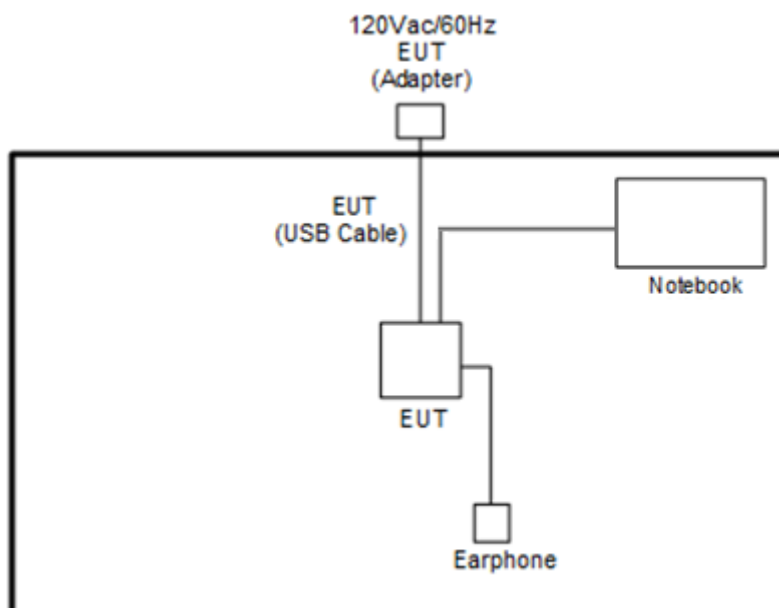 120Vac/60Hz
EUT
(Adapter)
EUT
(USB Cable)
Notebook
EUT
Earphone